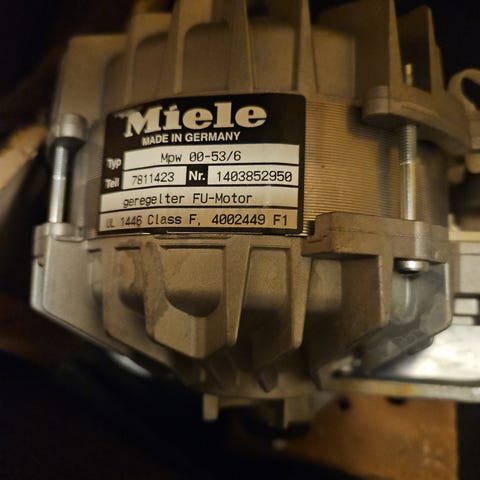 Miele
MADE IN GERMANY
Typ Mpw 00-53/6
Teil 7811423 Nr. 1403852950
geregelter FU-Motor
UL 1446 Class F, 4002449 F1